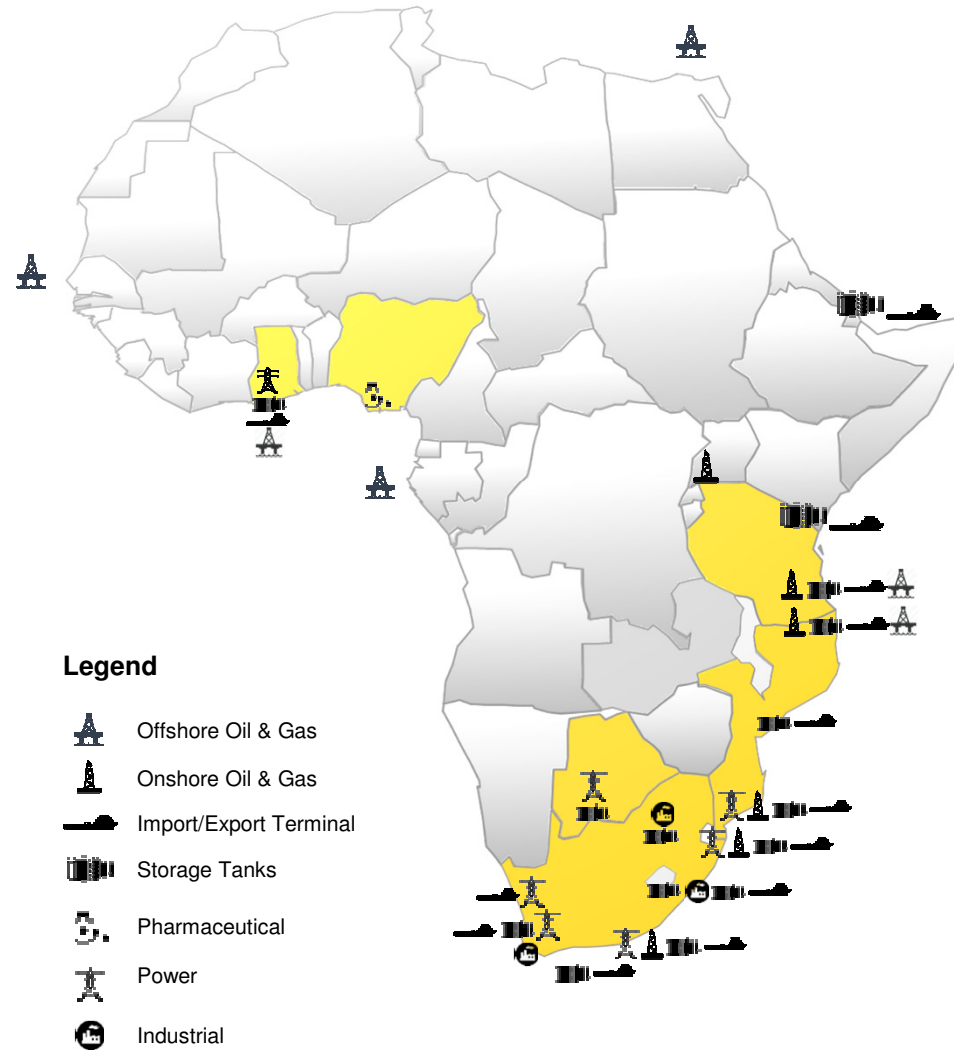 Legend
Offshore Oil & Gas
Onshore Oil & Gas
Import/Export Terminal
Storage Tanks
Pharmaceutical
Power
Industrial